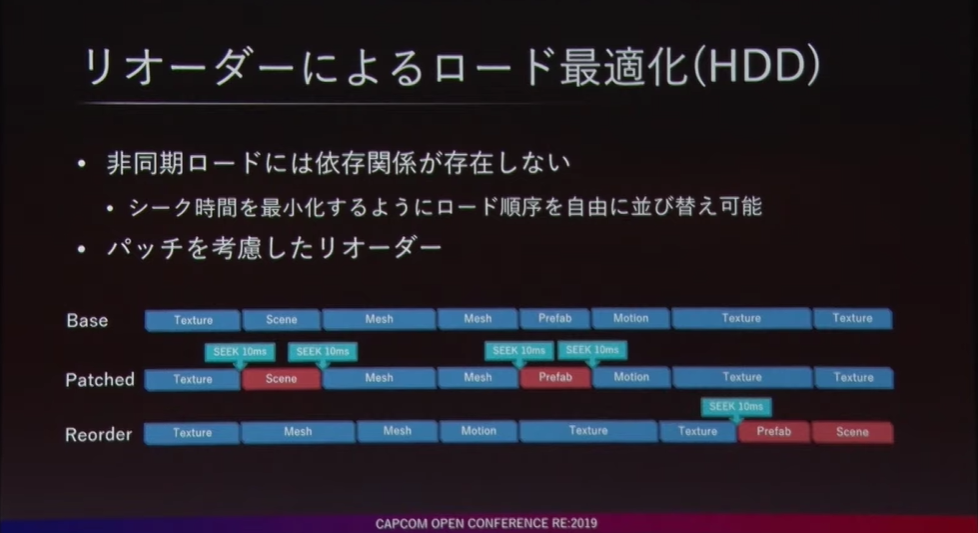 リオーダーによるロード最適化(HDD)
• 非同期ロードには依存関係が存在しない
• シーク時間を最小化するようにロード順序を自由に並び替え可能
• パッチを考慮したリオーダー
Base Texture Scene Mesh Mesh Prefab Motion Texture Texture
SEEK 10ms SEEK 10ms SEEK 10ms SEEK 10ms
Patched Texture Scene Mesh Mesh Prefab Motion Texture Texture
SEEK 10ms
Reorder Texture Mesh Mesh Motion Texture Texture Prefab Scene
CAPCOM OPEN CONFERENCE RE:2019